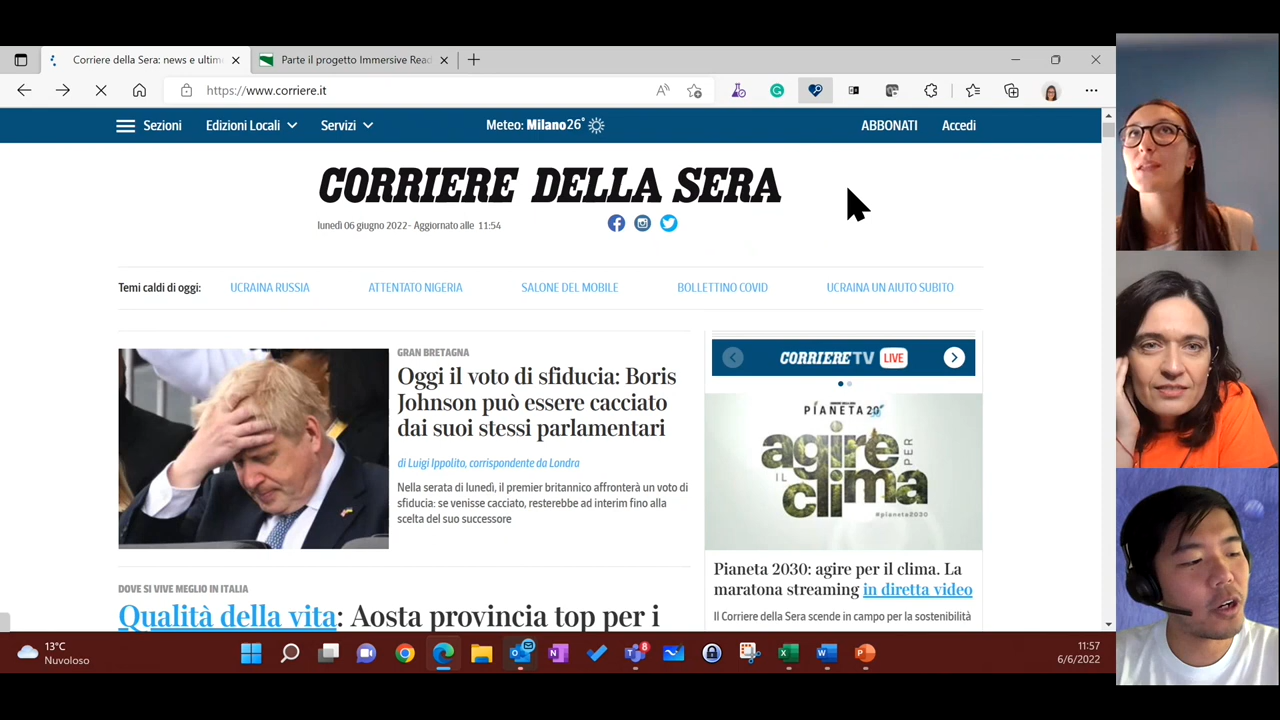 Corriere della Sera: news e ultim
Parte il progetto Immersive Read
https://www.corriere.it
Sezioni
Edizioni Locali
Servizi
Meteo: Milano26°
ABBONATI
Accedi
CORRIERE DELLA SERA
lunedì 06 giugno 2022- Aggiornato alle 11:54
Temi caldi di oggi:
UCRAINA RUSSIA
ATTENTATO NIGERIA
SALONE DEL MOBILE
BOLLETTINO COVID
UCRAINA UN AIUTO SUBITO
GRAN BRETAGNA
Oggi il voto di sfiducia: Boris
Johnson può essere cacciato
dai suoi stessi parlamentari
di Luigi Ippolito, corrispondente da Londra
Nella serata di lunedì, il premier britannico affronterà un voto di
sfiducia: se venisse cacciato, resterebbe ad interim fino alla
scelta del suo successore
DOVE SI VIVE MEGLIO IN ITALIA
Qualità della vita: Aosta provincia top per i
CORRIERE TV LIVE
PIANETA
agire
PER
IL
clima
#pianeta2030
Pianeta 2030: agire per il clima. La
maratona streaming in diretta video
Il Corriere della Sera scende in campo per la sostenibilità
13°C
Nuvoloso
8
11:57
6/6/2022